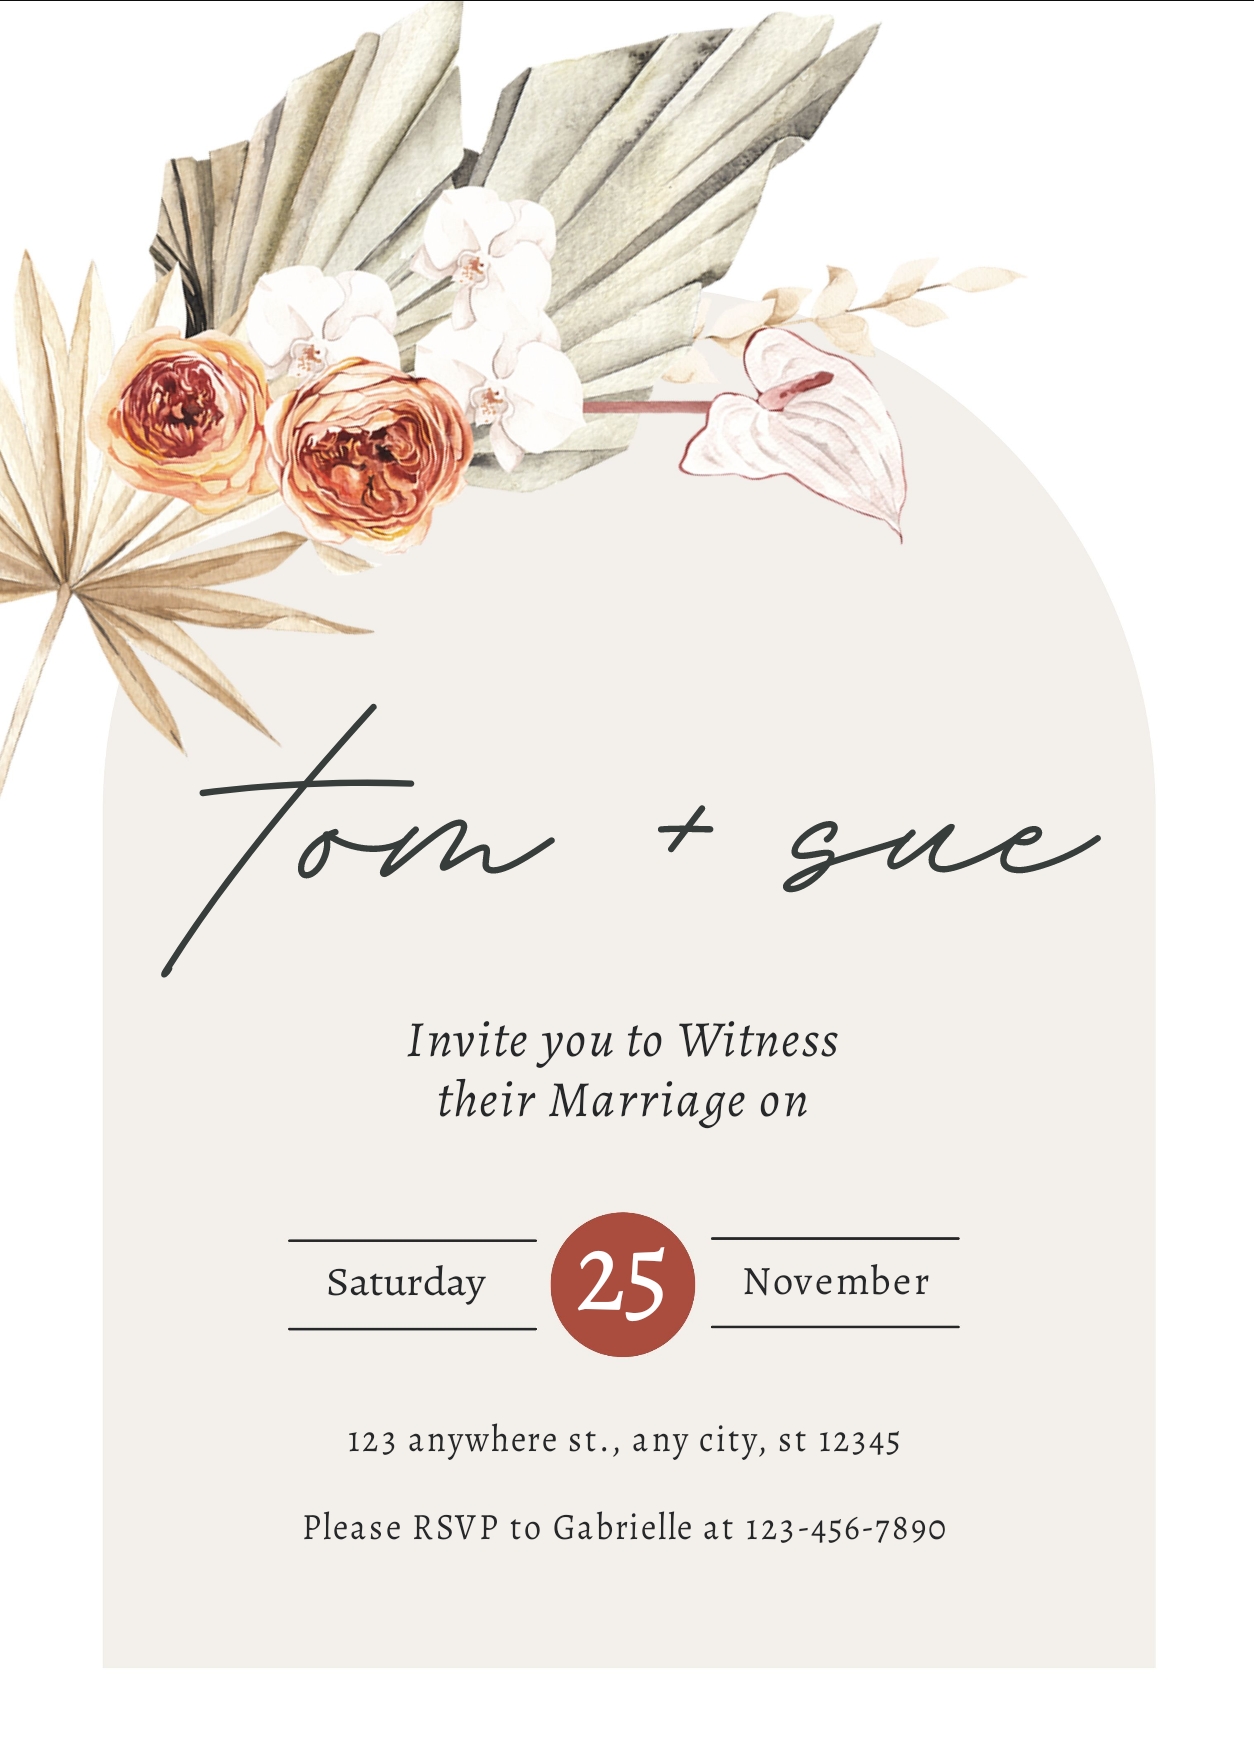 tom + sue
Invite you to Witness
their Marriage on
Saturday 25 November
123 anywhere st., any city, st 12345
Please RSVP to Gabrielle at 123-456-7890